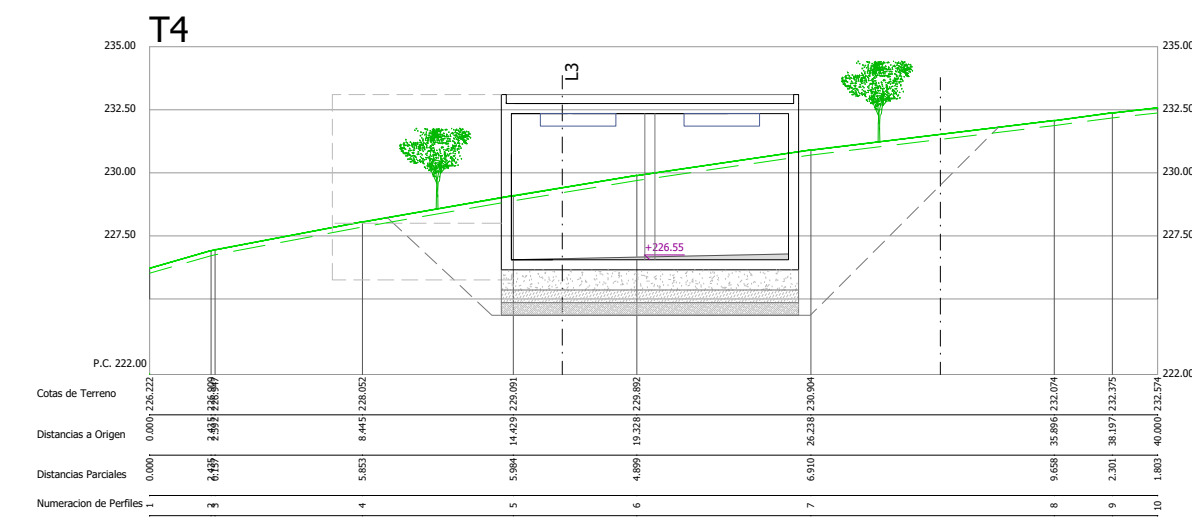 T4
235.00 235.00
L3
232.50 232.50
230.00 230.00
227.50 227.50
+226.55
P.C. 222.00 222.00
Cotas de Terreno 226.222 228.052 229.091 229.892 230.904 232.074 232.375 232.574
Distancias a Origen 0.000 8.445 14.429 19.328 26.238 35.896 38.197 40.000
Distancias Parciales 0.000 5.853 5.984 4.899 6.910 9.658 2.301 1.803
Numeracion de Perfiles 1 2 3 4 5 6 7 8 9 10